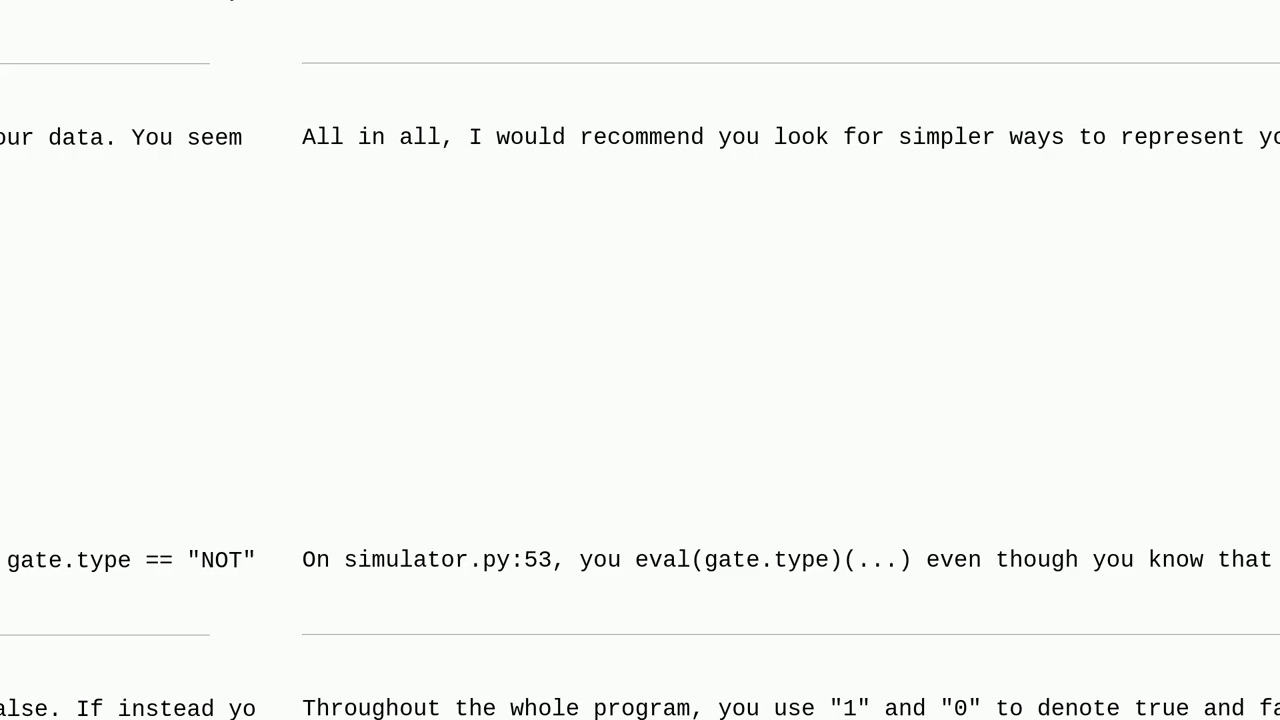 our data. You seem
All in all, I would recommend you look for simpler ways to represent yo
gate.type == "NOT"
On simulator.py:53, you eval(gate.type)(...) even though you know that
alse. If instead yo
Throughout the whole program, you use "1" and "0" to denote true and fa